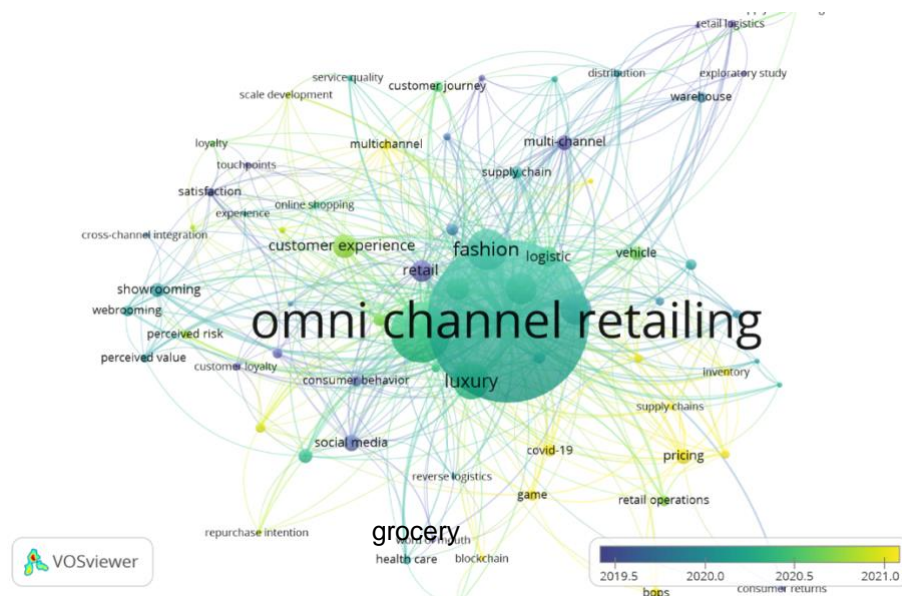 retail logistics
service quality
distribution
exploratory study
customer journey
scale development
warehouse
loyalty
multichannel
multi-channel
touchpoints
supply chain
satisfaction
experience
online shopping
cross-channel integration
customer experience
fashion
logistic
vehicle
retail
showrooming
webrooming
omni channel retailing
perceived risk
perceived value
customer loyalty
consumer behavior
luxury
inventory
supply chains
social media
covid-19
pricing
reverse logistics
game
retail operations
repurchase intention
grocery
word of mouth
health care
blockchain
VOSviewer
2019.5 2020.0 2020.5 2021.0
bops
consumer returns